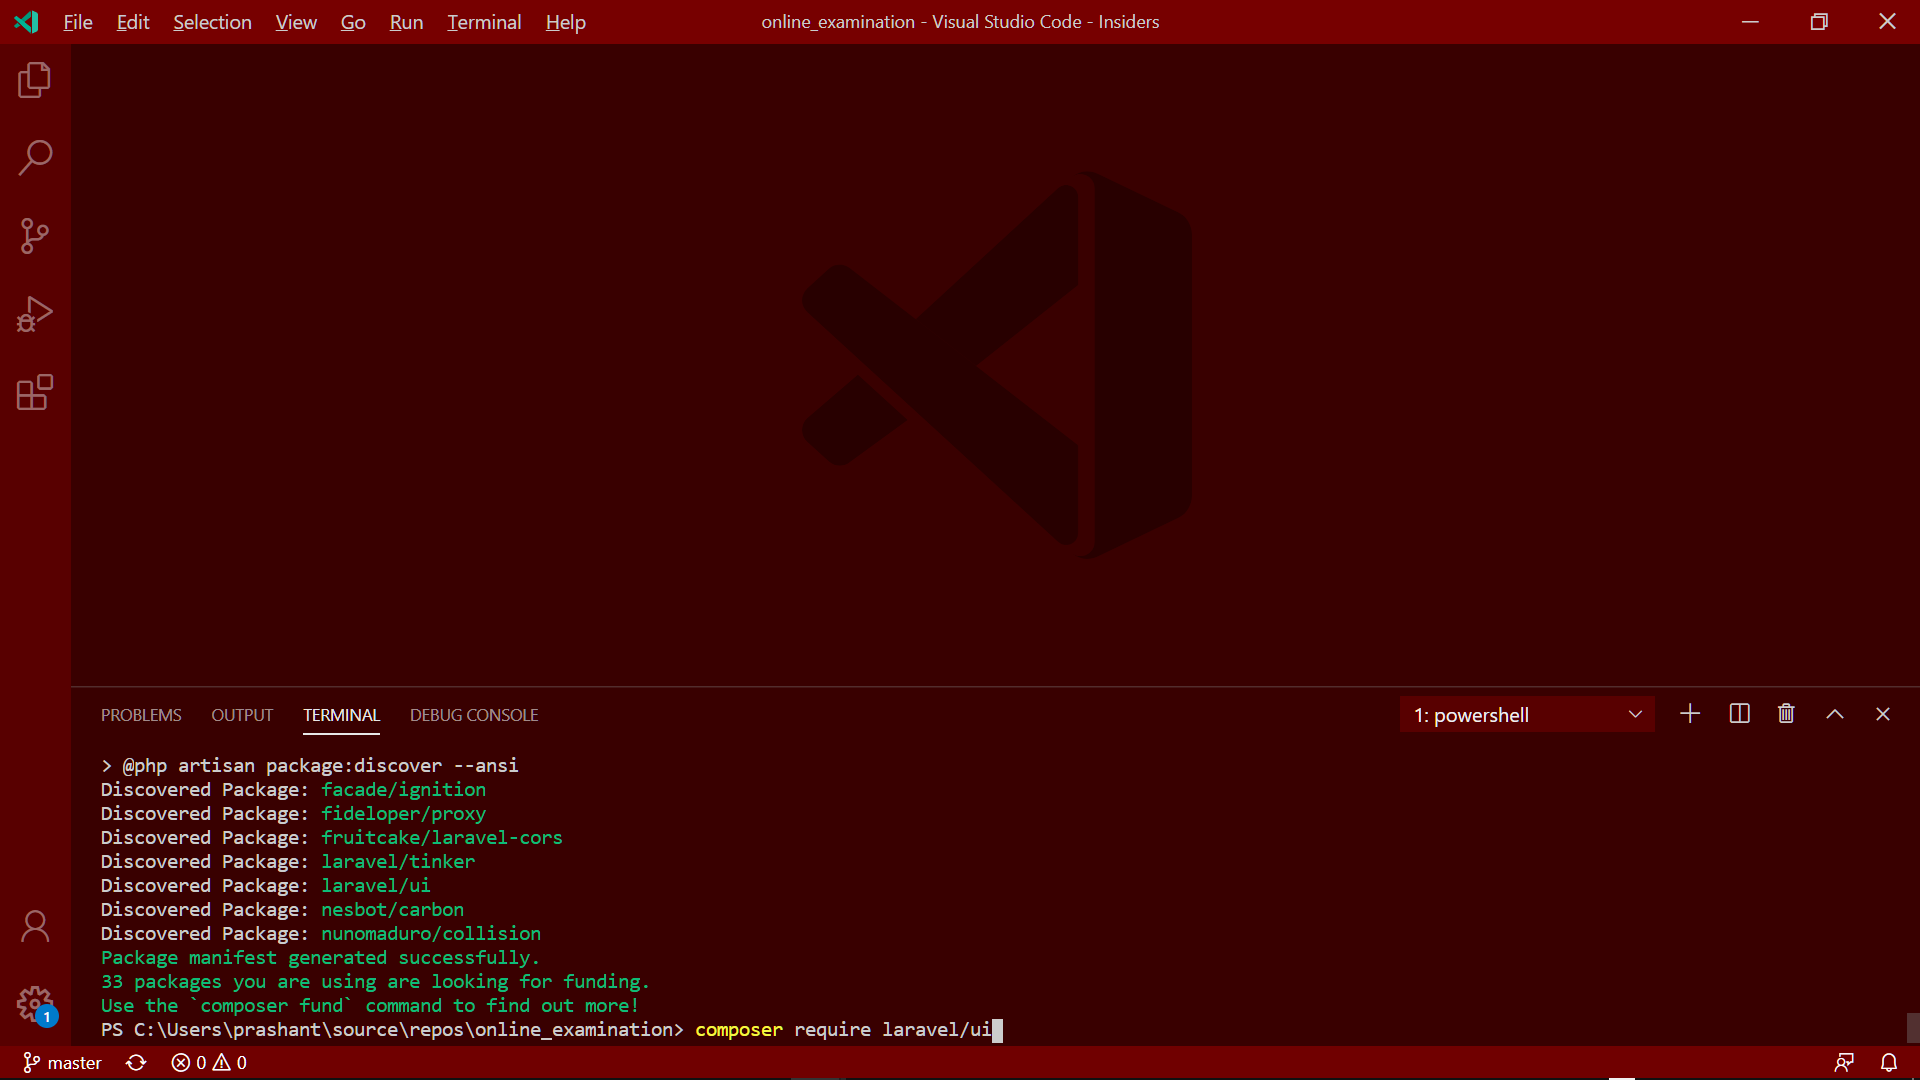 File Edit Selection View Go Run Terminal Help
online_examination - Visual Studio Code - Insiders
PROBLEMS OUTPUT TERMINAL DEBUG CONSOLE
1: powershell
> @php artisan package:discover --ansi
Discovered Package: facade/ignition
Discovered Package: fideloper/proxy
Discovered Package: fruitcake/laravel-cors
Discovered Package: laravel/tinker
Discovered Package: laravel/ui
Discovered Package: nesbot/carbon
Discovered Package: nunomaduro/collision
Package manifest generated successfully.
33 packages you are using are looking for funding.
Use the `composer fund` command to find out more!
PS C:\Users\prashant\source\repos\online_examination> composer require laravel/ui
1
master 0 0